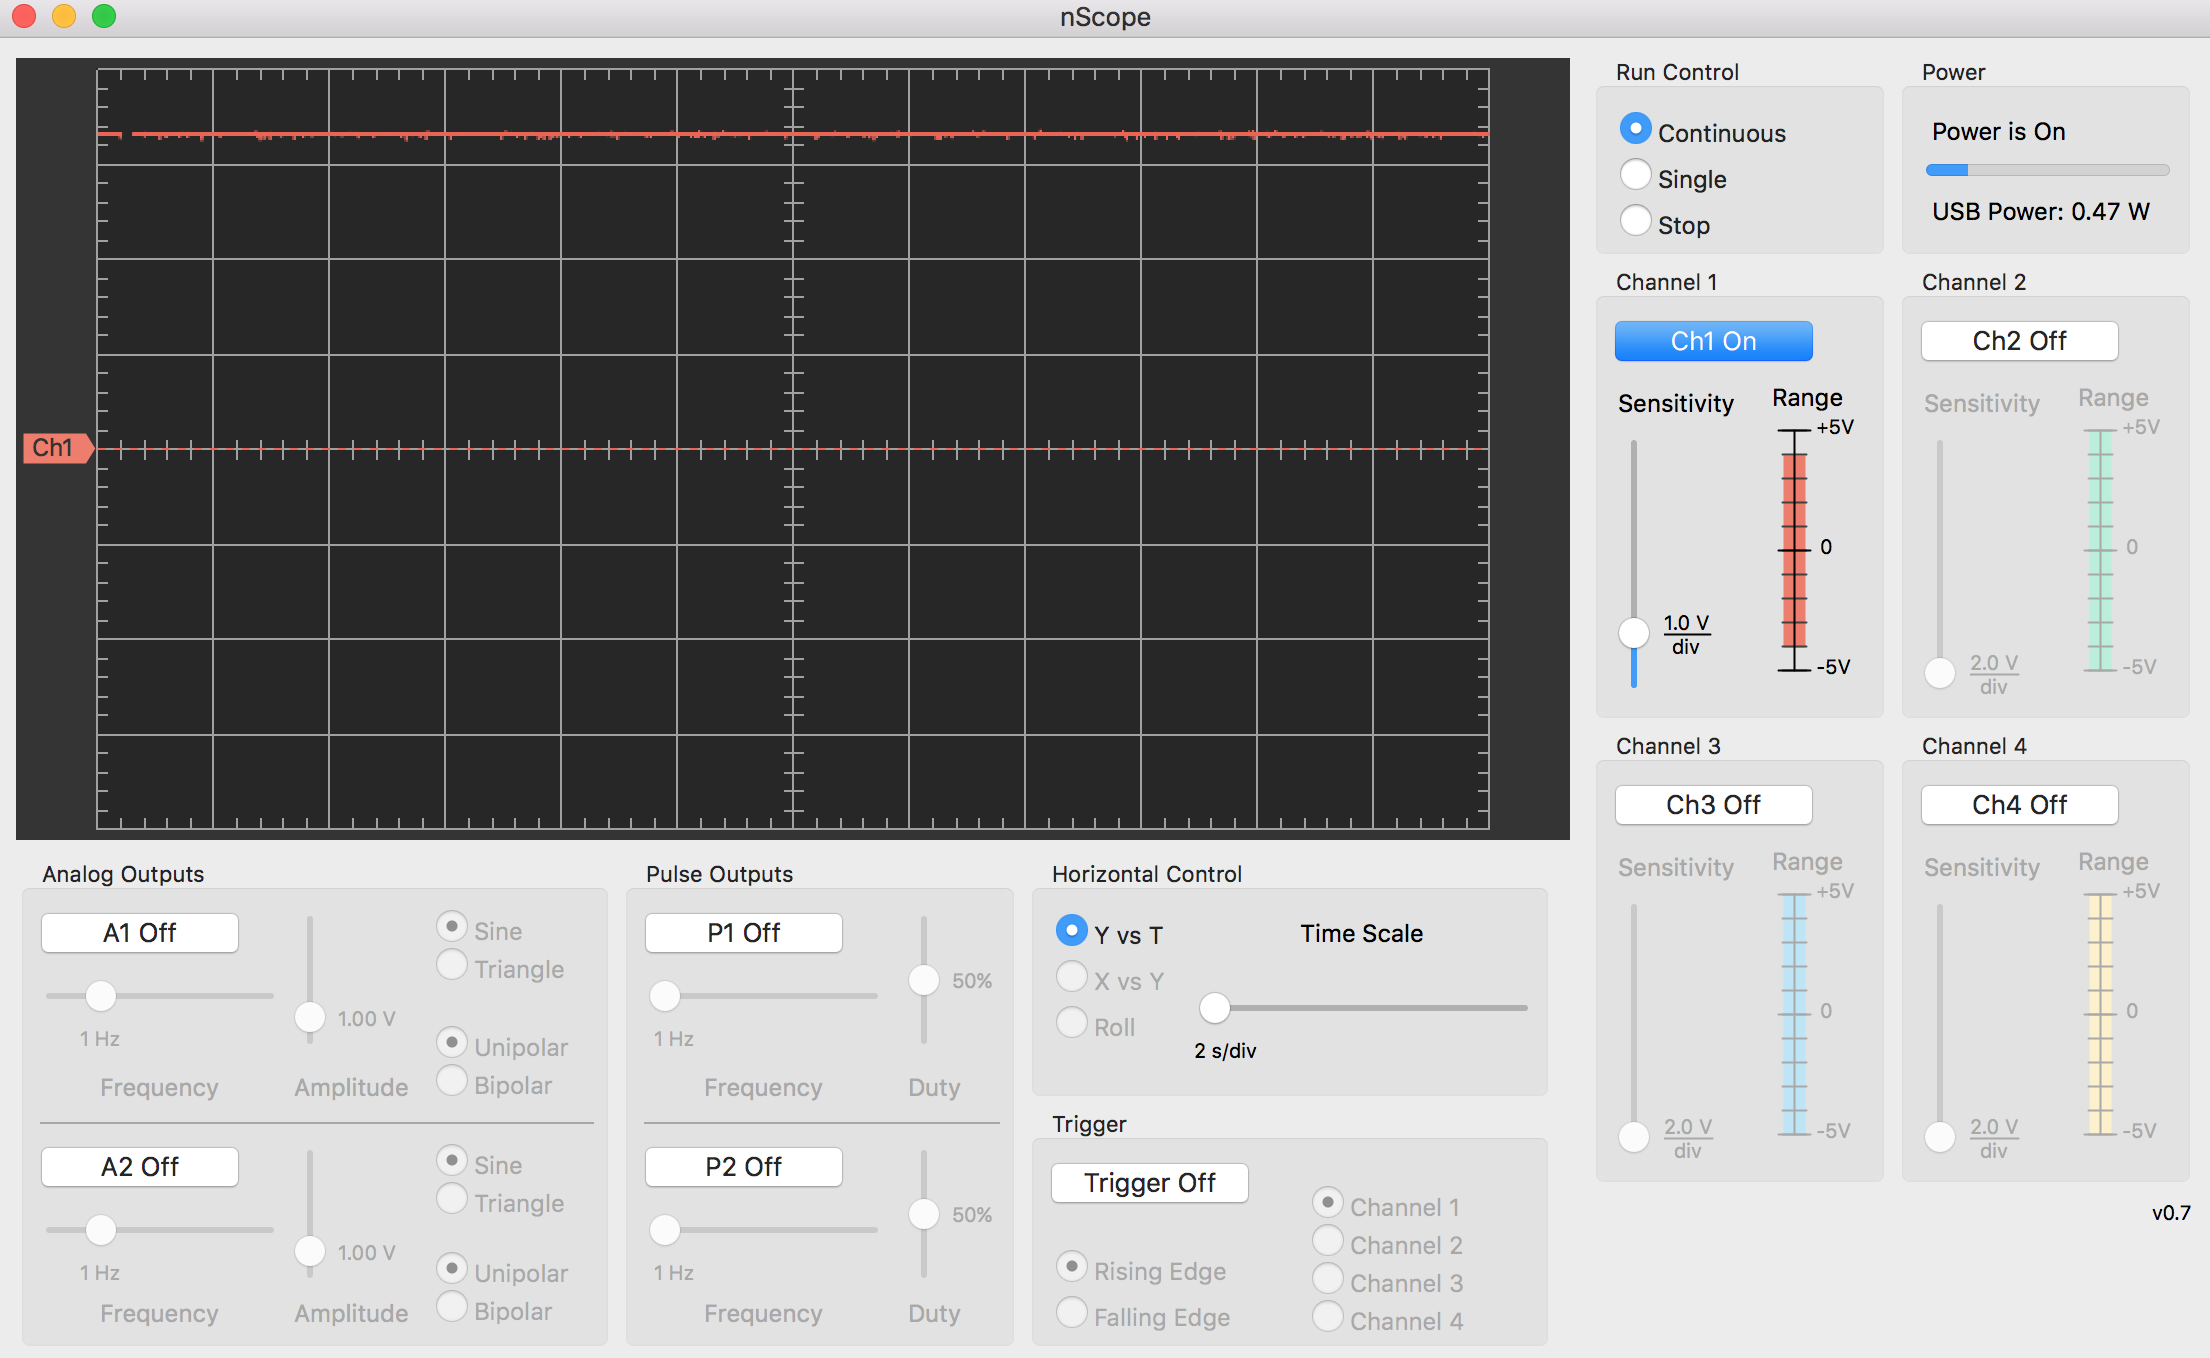 nScope
Ch1
Run Control
Continuous
Single
Stop
Power
Power is On
USB Power: 0.47 W
Channel 1
Ch1 On
Sensitivity
Range
+5V
0
-5V
1.0 V
div
Channel 2
Ch2 Off
Sensitivity
Range
+5V
0
-5V
2.0 V
div
Channel 3
Ch3 Off
Sensitivity
Range
+5V
0
-5V
2.0 V
div
Channel 4
Ch4 Off
Sensitivity
Range
+5V
0
-5V
2.0 V
div
v0.7
Analog Outputs
A1 Off
1 Hz
Frequency
1.00 V
Amplitude
Sine
Triangle
Unipolar
Bipolar
A2 Off
1 Hz
Frequency
1.00 V
Amplitude
Sine
Triangle
Unipolar
Bipolar
Pulse Outputs
P1 Off
1 Hz
Frequency
50%
Duty
P2 Off
1 Hz
Frequency
50%
Duty
Horizontal Control
Y vs T
X vs Y
Roll
Time Scale
2 s/div
Trigger
Trigger Off
Rising Edge
Falling Edge
Channel 1
Channel 2
Channel 3
Channel 4